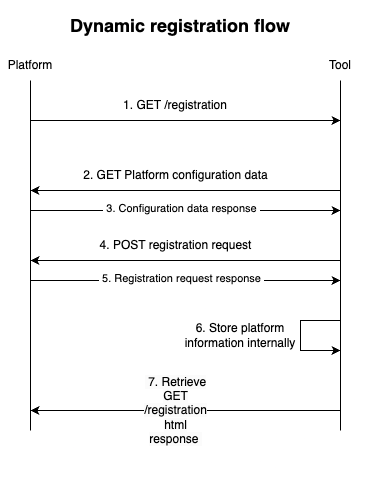 Dynamic registration flow
Platform
Tool
1. GET /registration
2. GET Platform configuration data
3. Configuration data response
4. POST registration request
5. Registration request response
6. Store platform
information internally
7. Retrieve
GET
/registration
html
response